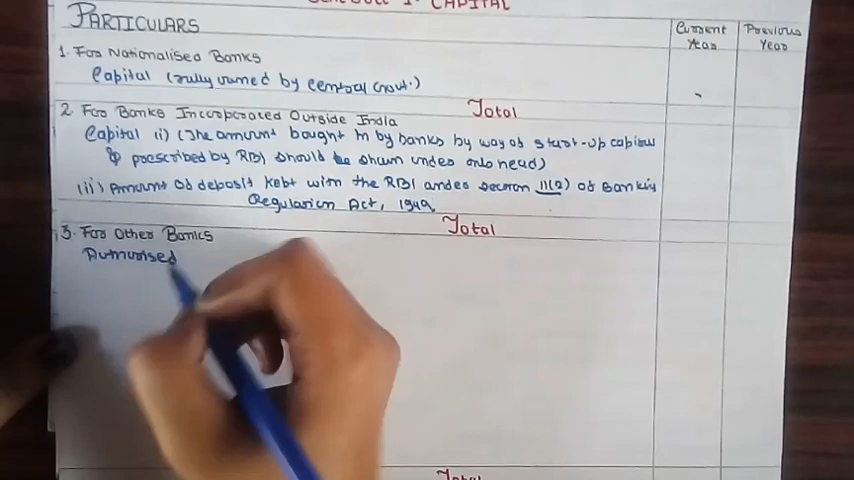 SCHEDULE 1: CAPITAL
PARTICULARS
Current Year
Previous Year
1. For Nationalised Banks
Capital (fully owned by Central Govt.)
Total
2. For Banks Incorporated Outside India
Capital (i) (The amount bought in by banks by way of start-up capital
prescribed by RBI should be shown under this head)
(ii) Amount of deposit kept with the RBI under section 11(2) of Banking
Regulation Act, 1949
Total
3. For Other Banks
Authorised
Total